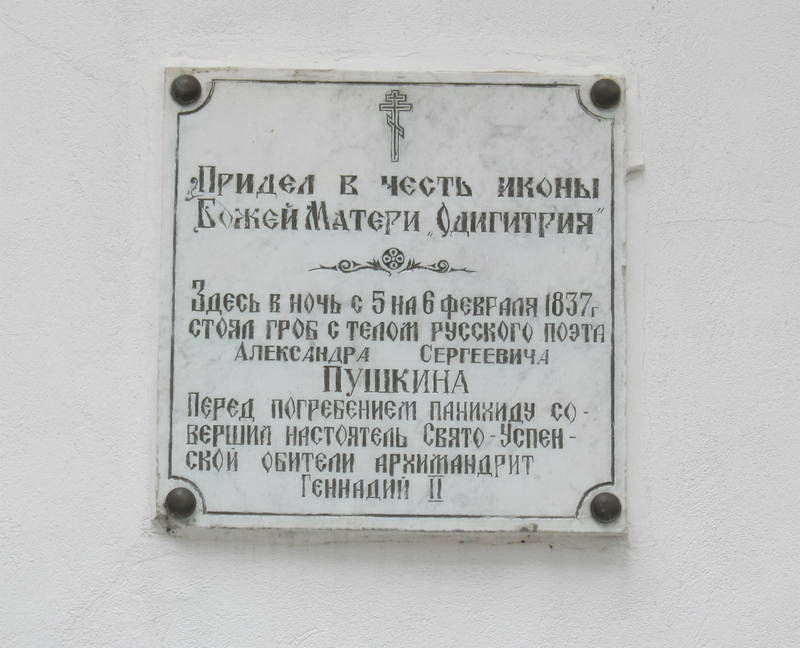 Придел в честь иконы
Божей Матери „Одигитрия"
Здесь в ночь с 5 на 6 февраля 1837г
стоял гроб с телом русского поэта
Александра Сергеевича
ПУШКИНА
Перед погребением панихиду со-
вершил настоятель Свято-Успен-
ской обители архимандрит
Геннадий II